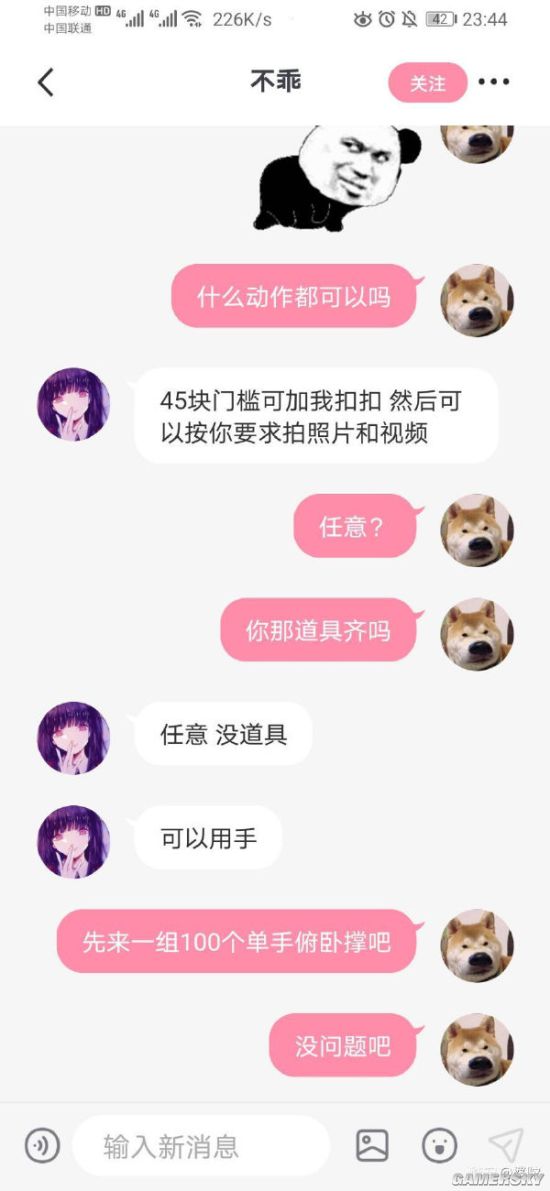 中国移动 HD 4G 4G 226K/s 42 23:44
中国联通
不乖
关注
什么动作都可以吗
45块门槛可加我扣扣 然后可
以按你要求拍照片和视频
任意?
你那道具齐吗
任意 没道具
可以用手
先来一组100个单手俯卧撑吧
没问题吧
输入新消息
GAMERSKY